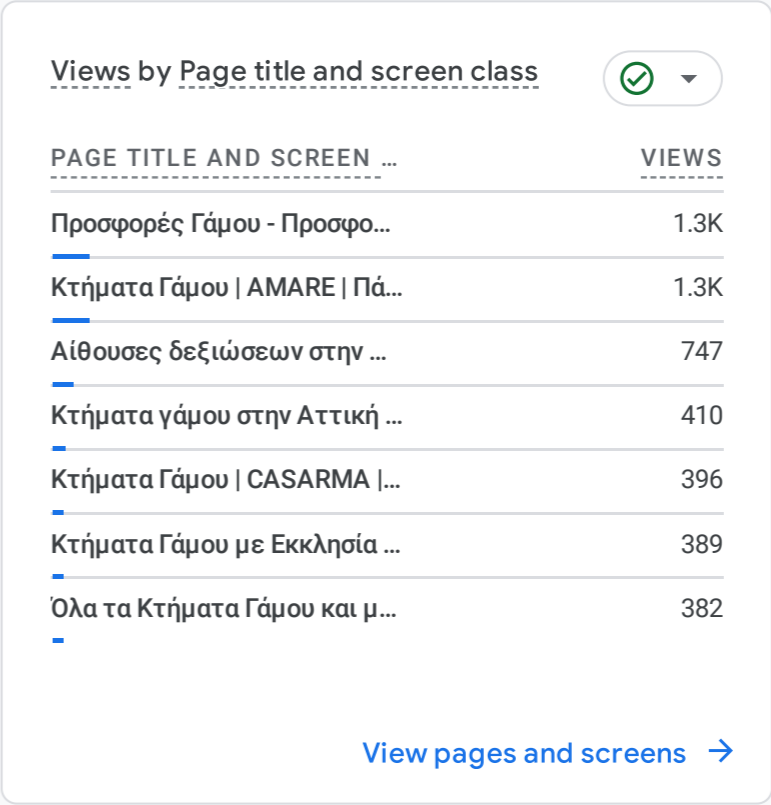 Views by Page title and screen class
PAGE TITLE AND SCREEN ... VIEWS
Προσφορές Γάμου - Προσφο... 1.3K
Κτήματα Γάμου | AMARE | Πά... 1.3K
Αίθουσες δεξιώσεων στην ... 747
Κτήματα γάμου στην Αττική ... 410
Κτήματα Γάμου | CASARMA |... 396
Κτήματα Γάμου με Εκκλησία ... 389
Όλα τα Κτήματα Γάμου και μ... 382
View pages and screens